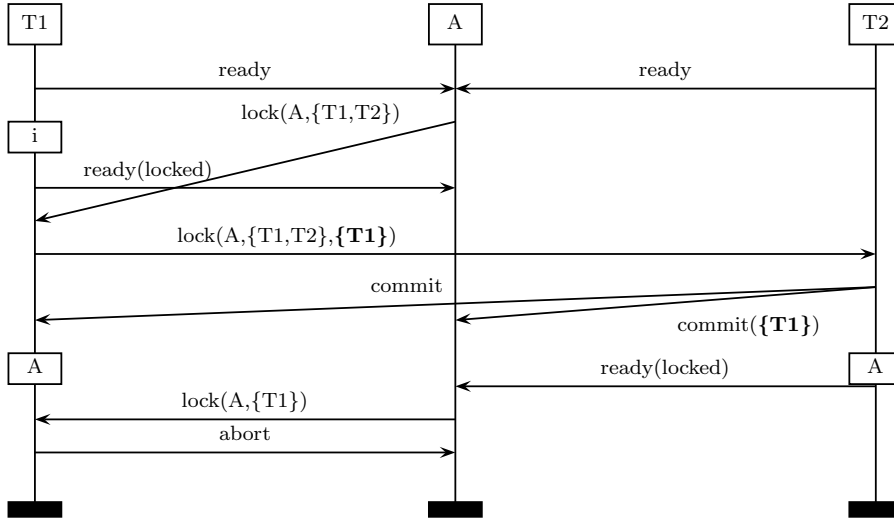 T1
A
T2
ready
ready
lock(A,{T1,T2})
i
ready(locked)
lock(A,{T1,T2},{T1})
commit
commit({T1})
A
ready(locked)
A
lock(A,{T1})
abort